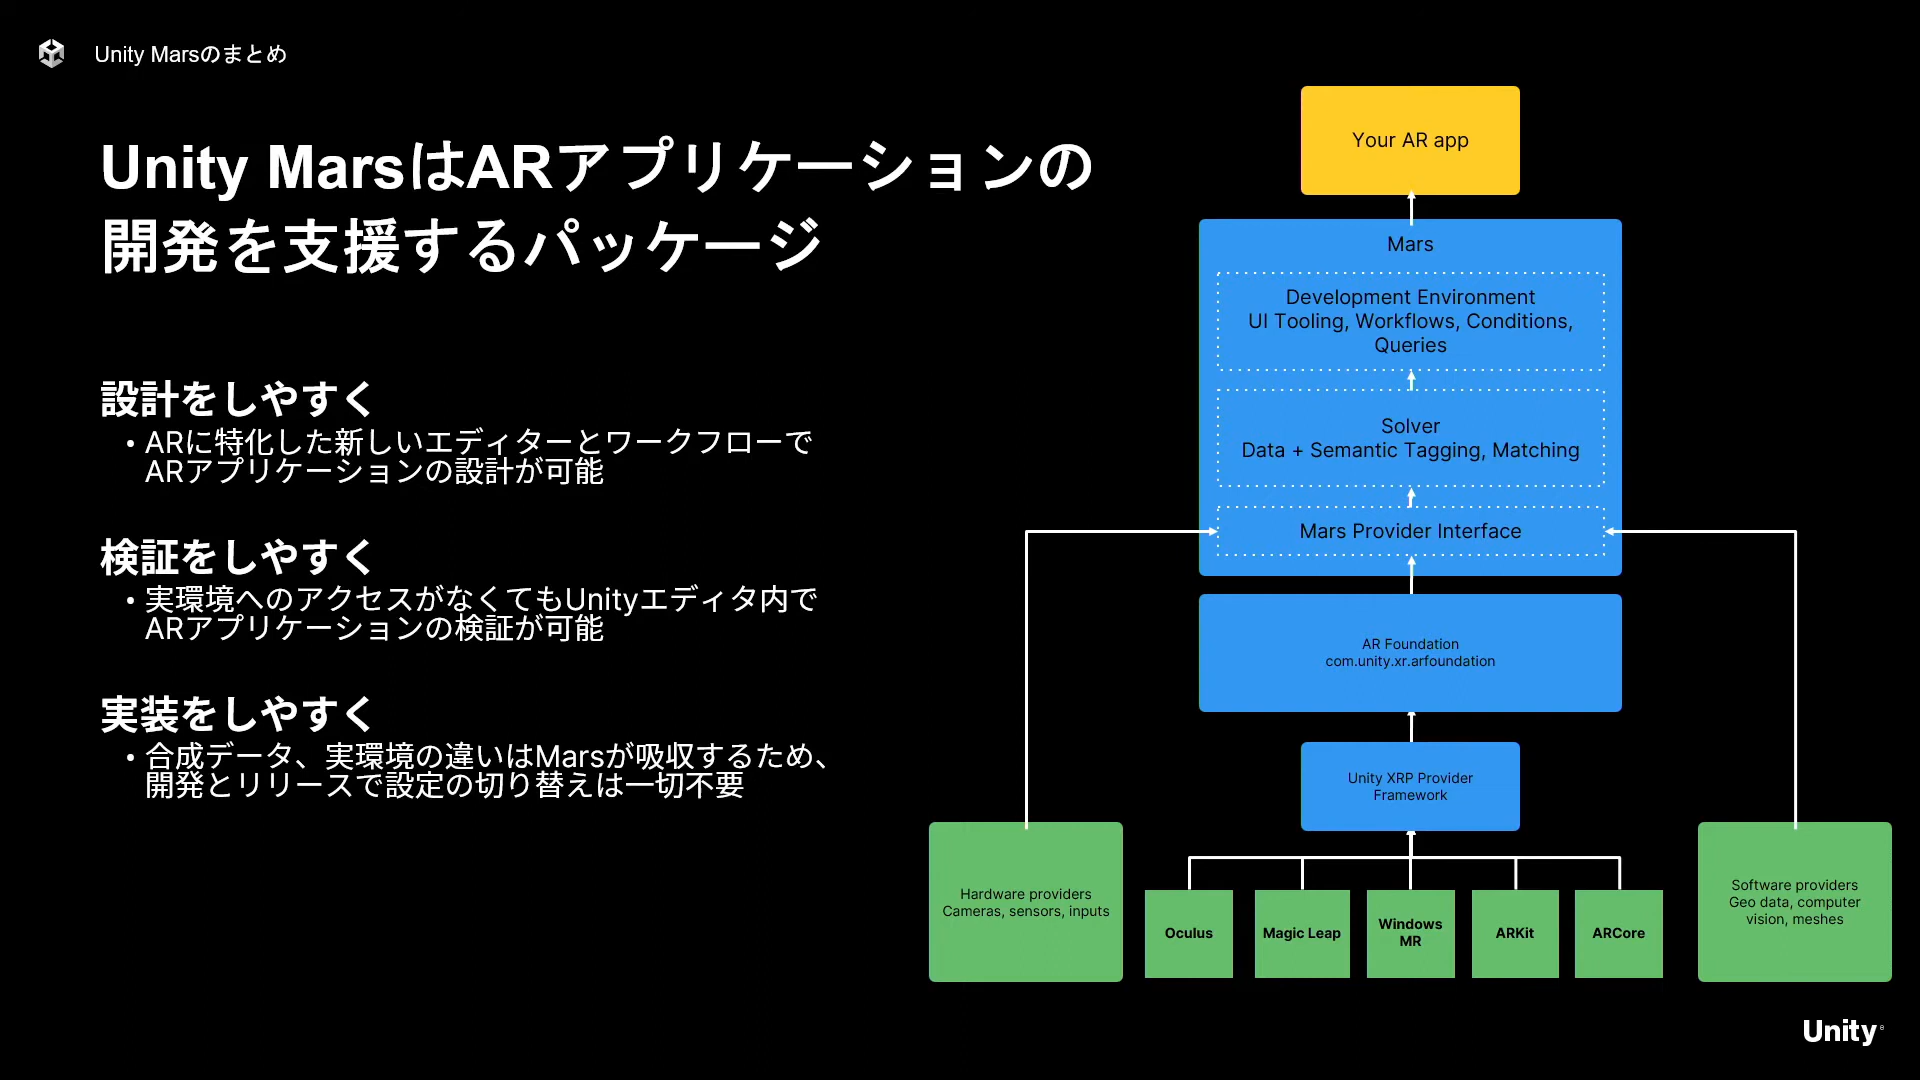 Unity Marsのまとめ
Unity MarsはARアプリケーションの
開発を支援するパッケージ
設計をしやすく
・ARに特化した新しいエディターとワークフローで
ARアプリケーションの設計が可能
検証をしやすく
・実環境へのアクセスがなくてもUnityエディタ内で
ARアプリケーションの検証が可能
実装をしやすく
・合成データ、実環境の違いはMarsが吸収するため、
開発とリリースで設定の切り替えは一切不要
Your AR app
Mars
Development Environment
UI Tooling, Workflows, Conditions,
Queries
Solver
Data + Semantic Tagging, Matching
Mars Provider Interface
AR Foundation
com.unity.xr.arfoundation
Unity XRP Provider
Framework
Hardware providers
Cameras, sensors, inputs
Oculus
Magic Leap
Windows
MR
ARKit
ARCore
Software providers
Geo data, computer
vision, meshes
Unity